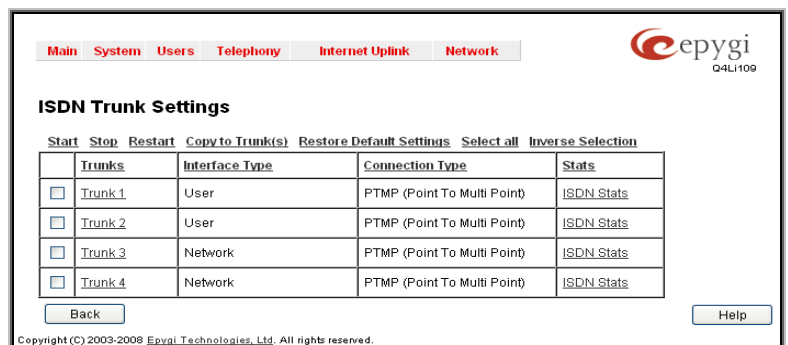 Main System Users Telephony Internet Uplink Network
epygi
Q4Li109
ISDN Trunk Settings
Start Stop Restart Copy to Trunk(s) Restore Default Settings Select all Inverse Selection
Trunks Interface Type Connection Type Stats
Trunk 1 User PTMP (Point To Multi Point) ISDN Stats
Trunk 2 User PTMP (Point To Multi Point) ISDN Stats
Trunk 3 Network PTMP (Point To Multi Point) ISDN Stats
Trunk 4 Network PTMP (Point To Multi Point) ISDN Stats
Back Help
Copyright (C) 2003-2008 Epygi Technologies, Ltd. All rights reserved.